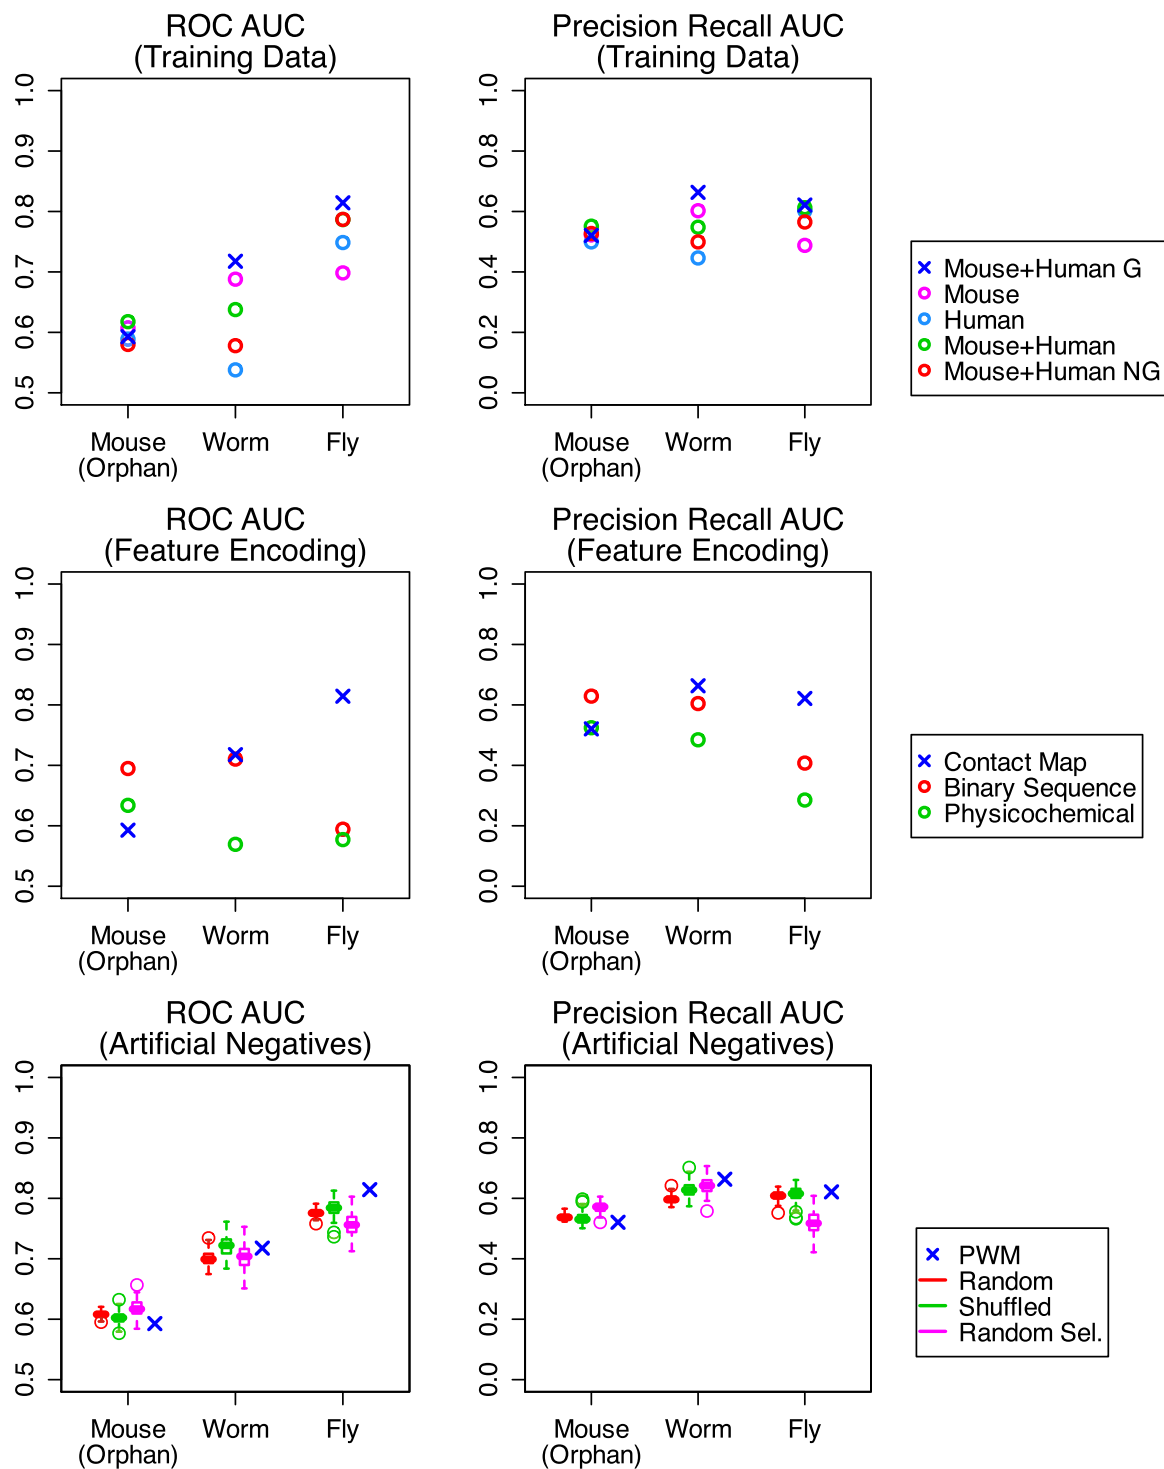 ROC AUC
(Training Data)
1.0
0.9
0.8
0.7
0.6
0.5
Mouse
(Orphan)
Worm
Fly
Precision Recall AUC
(Training Data)
1.0
0.8
0.6
0.4
0.2
0.0
Mouse
(Orphan)
Worm
Fly
Mouse+Human G
Mouse
Human
Mouse+Human
Mouse+Human NG
ROC AUC
(Feature Encoding)
1.0
0.9
0.8
0.7
0.6
0.5
Mouse
(Orphan)
Worm
Fly
Precision Recall AUC
(Feature Encoding)
1.0
0.8
0.6
0.4
0.2
0.0
Mouse
(Orphan)
Worm
Fly
Contact Map
Binary Sequence
Physicochemical
ROC AUC
(Artificial Negatives)
1.0
0.9
0.8
0.7
0.6
0.5
Mouse
(Orphan)
Worm
Fly
Precision Recall AUC
(Artificial Negatives)
1.0
0.8
0.6
0.4
0.2
0.0
Mouse
(Orphan)
Worm
Fly
PWM
Random
Shuffled
Random Sel.